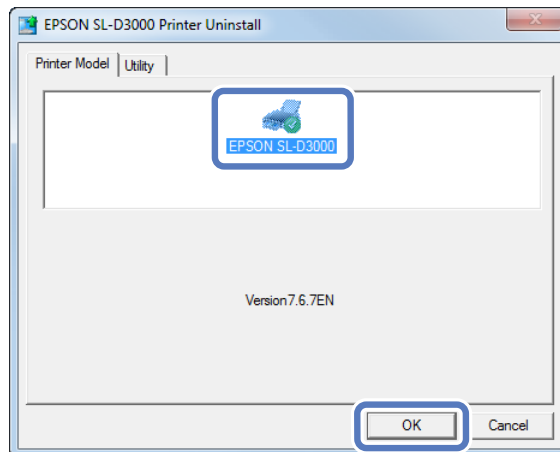 EPSON SL-D3000 Printer Uninstall
Printer Model Utility
EPSON SL-D3000
Version7.6.7EN
OK Cancel